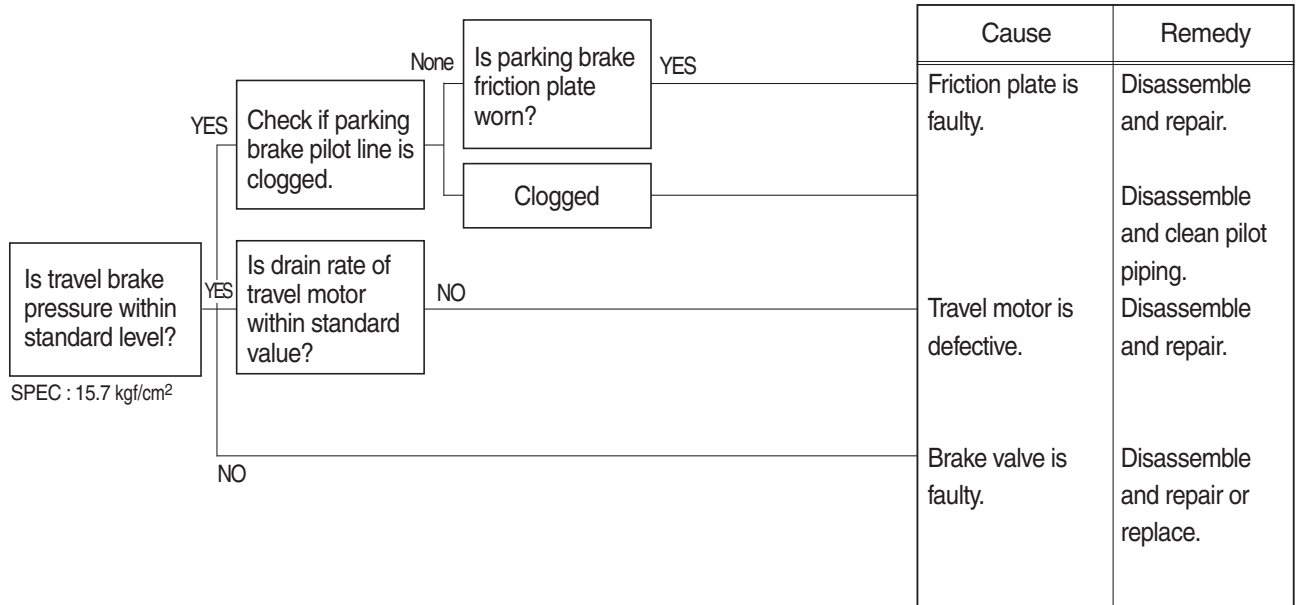 Cause
Remedy
None
Is parking brake
friction plate
worn?
YES
Friction plate is
faulty.
Disassemble
and repair.
YES
Check if parking
brake pilot line is
clogged.
Clogged
Disassemble
and clean pilot
piping.
Is travel brake
pressure within
standard level?
SPEC : 15.7 kgf/cm2
YES
Is drain rate of
travel motor
within standard
value?
NO
Travel motor is
defective.
Disassemble
and repair.
NO
Brake valve is
faulty.
Disassemble
and repair or
replace.